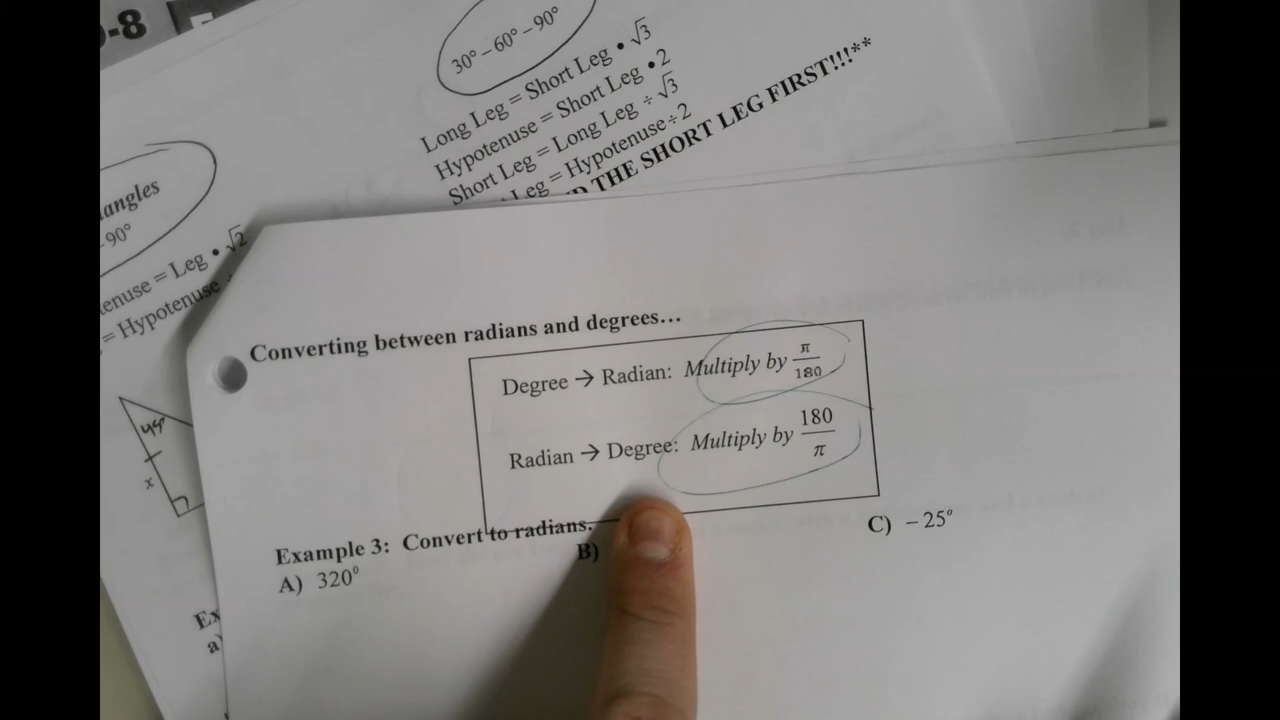 -8
30° – 60° – 90°
Long Leg = Short Leg • √3
Hypotenuse = Short Leg • 2
Short Leg = Long Leg ÷ √3
Leg = Hypotenuse ÷ 2
THE SHORT LEG FIRST!!!**
angles
90°
enuse = Leg • √2
= Hypotenuse
45°
x
Converting between radians and degrees…
Degree → Radian: Multiply by π/180
Radian → Degree: Multiply by 180/π
Example 3: Convert to radians.
A) 320°
B)
C) – 25°
Ex
a)